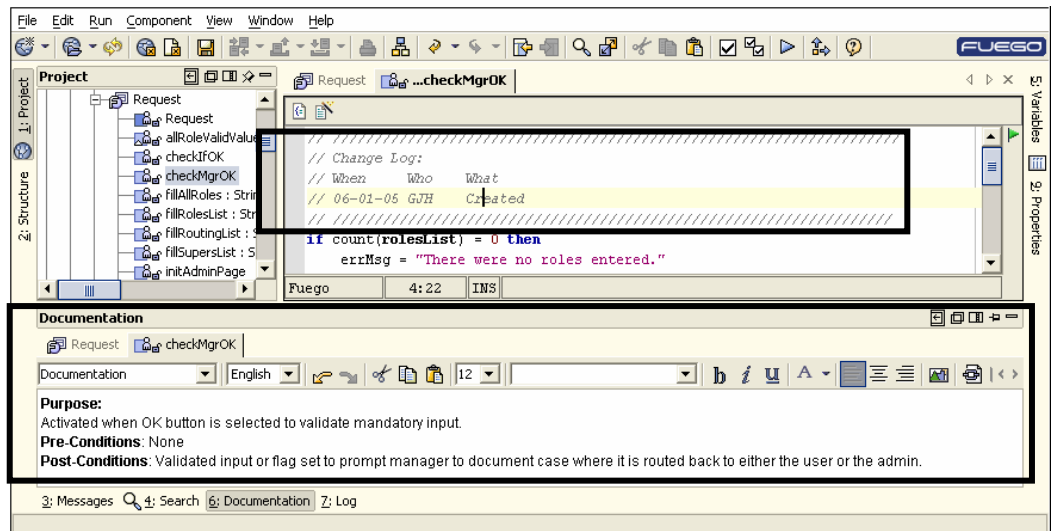 File Edit Run Component View Window Help
FUEGO
1: Project
2: Structure
Project
Request
Request
allRoleValidValue
checkIfOK
checkMgrOK
fillAllRoles : Strin
fillRolesList : Str
fillRoutingList : S
fillSupersList : S
initAdminPage
Request ...checkMgrOK
////////////////////////////////////////////////////////////////////////
// Change Log:
// When Who What
// 06-01-05 GJH Created
// /////////////////////////////////////////////////////////////////////
if count(rolesList) = 0 then
errMsg = "There were no roles entered."
Fuego 4:22 INS
5: Variables
9: Properties
Documentation
Request checkMgrOK
Documentation English 12 b i u A
Purpose:
Activated when OK button is selected to validate mandatory input.
Pre-Conditions: None
Post-Conditions: Validated input or flag set to prompt manager to document case where it is routed back to either the user or the admin.
3: Messages 4: Search 6: Documentation 7: Log